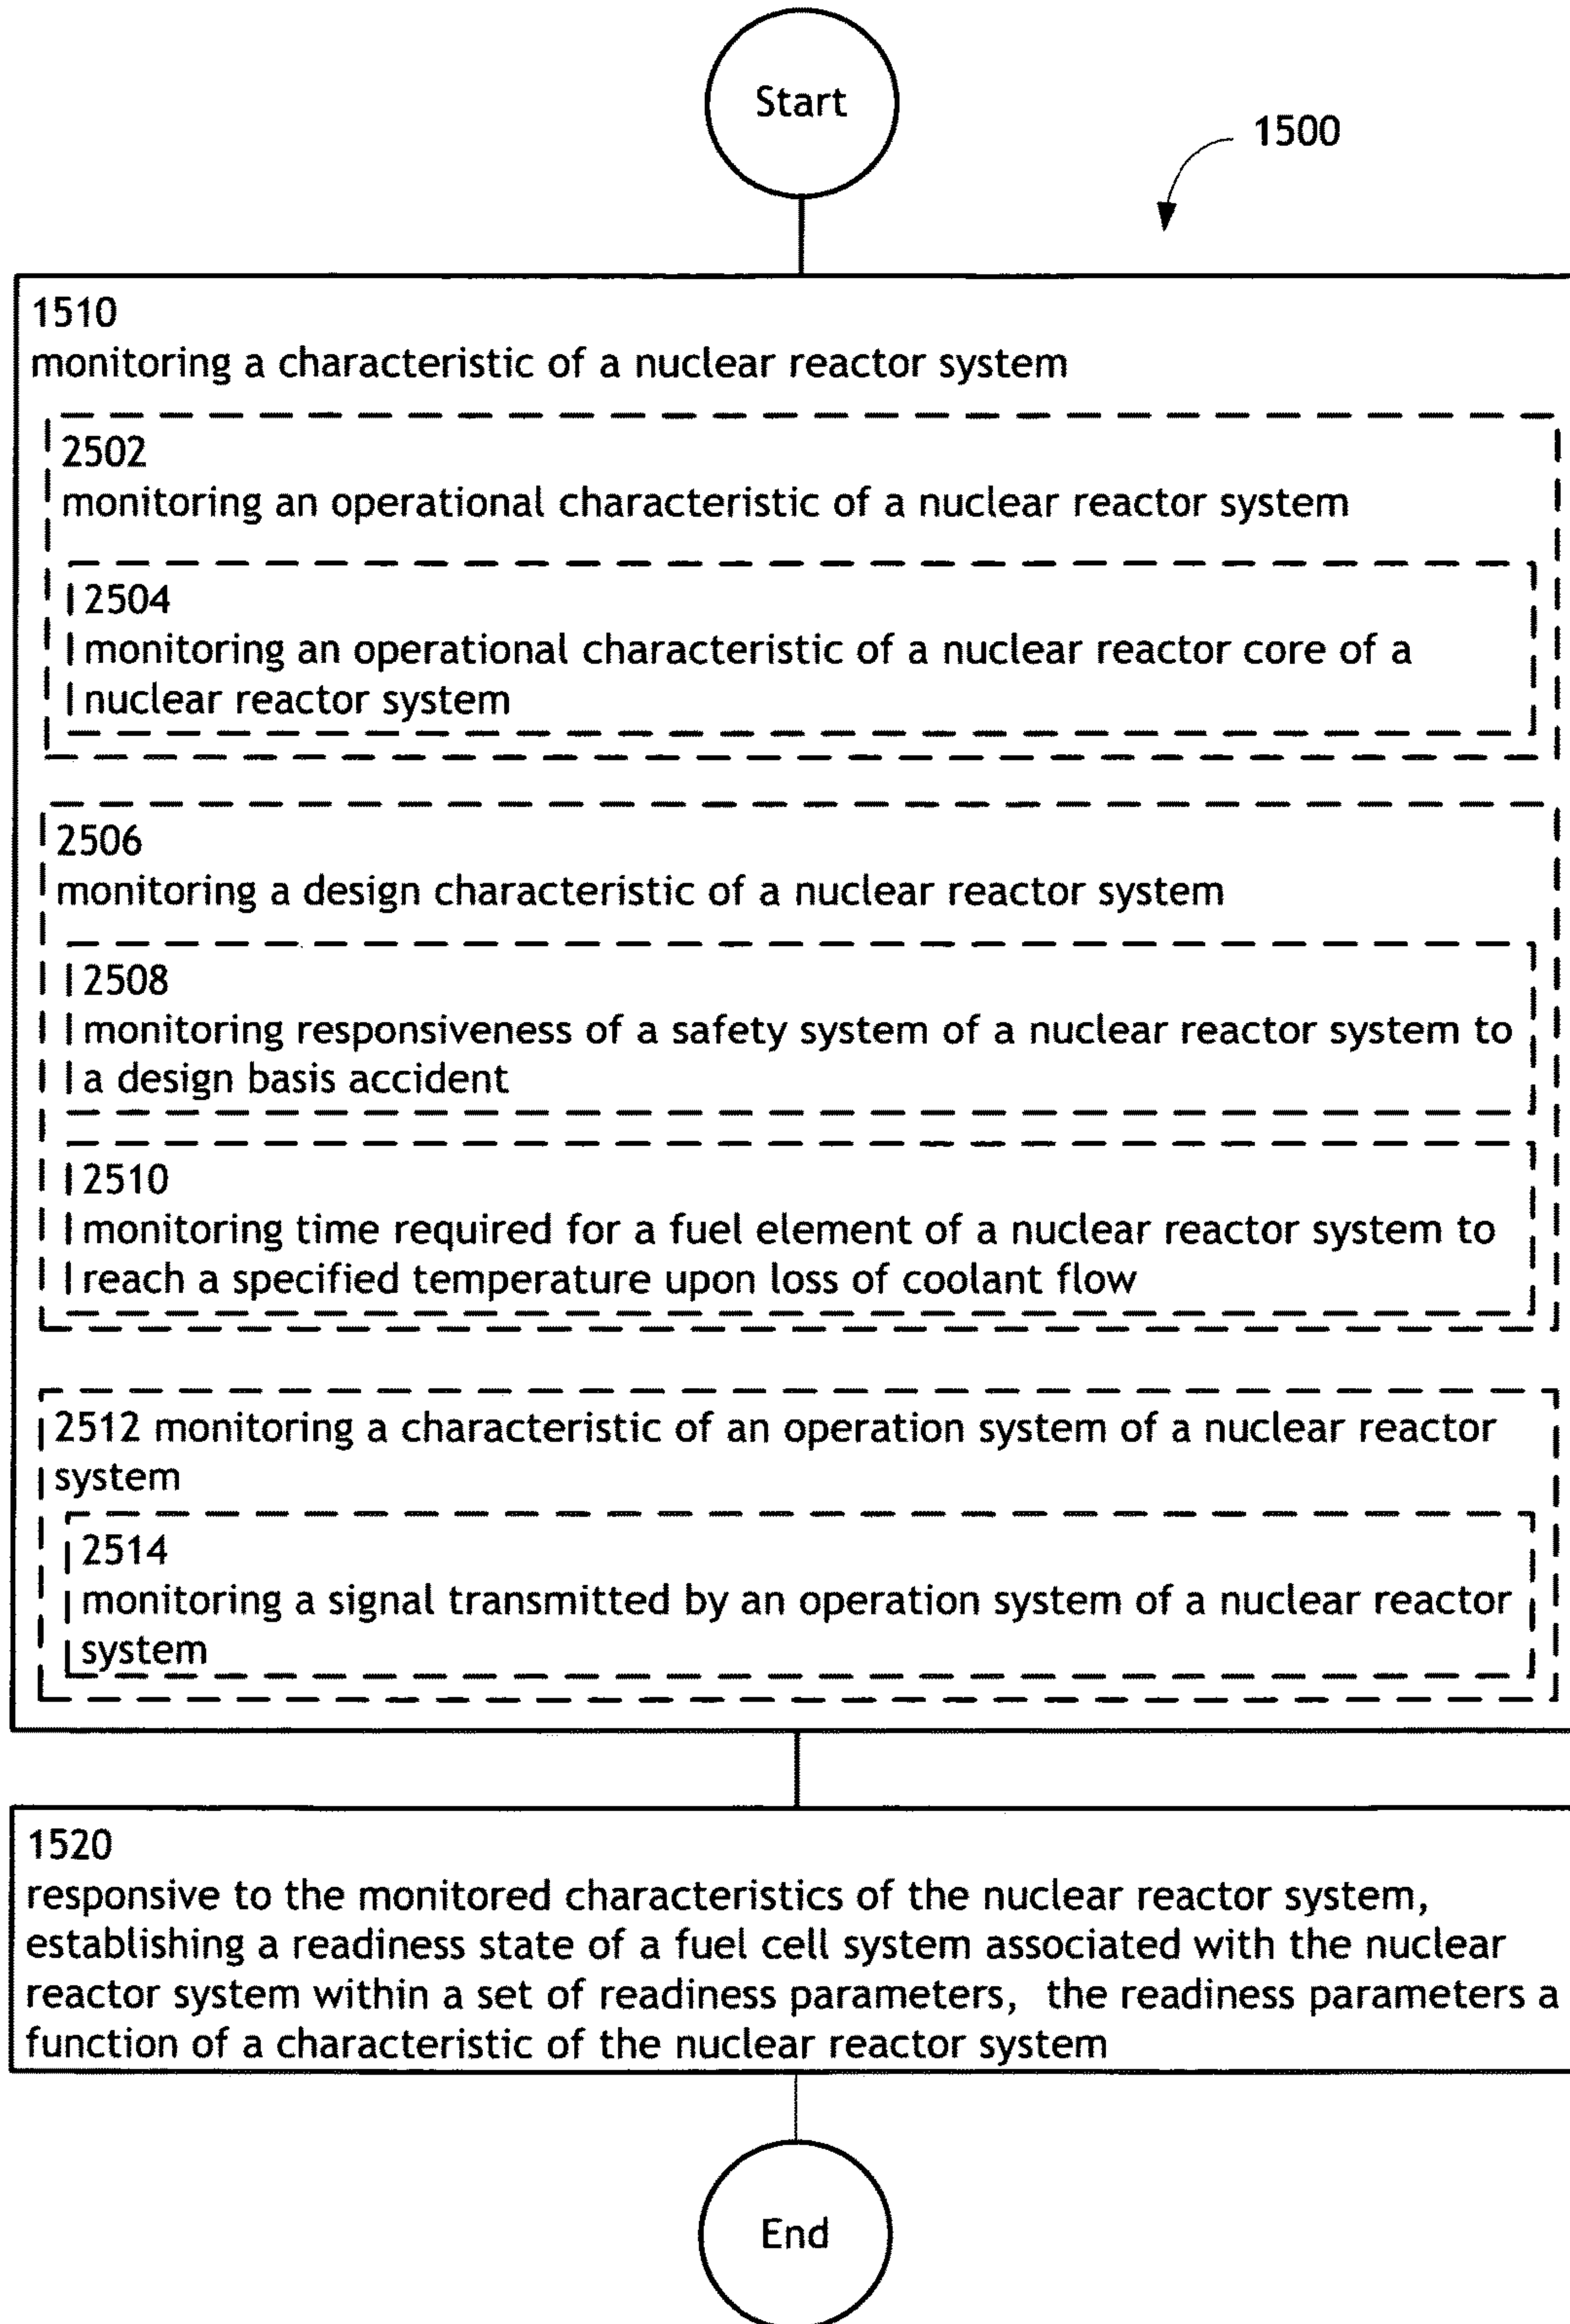 Start
1500
1510
monitoring a characteristic of a nuclear reactor system
2502
monitoring an operational characteristic of a nuclear reactor system
2504
monitoring an operational characteristic of a nuclear reactor core of a
nuclear reactor system
2506
monitoring a design characteristic of a nuclear reactor system
2508
monitoring responsiveness of a safety system of a nuclear reactor system to
a design basis accident
2510
monitoring time required for a fuel element of a nuclear reactor system to
reach a specified temperature upon loss of coolant flow
2512 monitoring a characteristic of an operation system of a nuclear reactor
system
2514
monitoring a signal transmitted by an operation system of a nuclear reactor
system
1520
responsive to the monitored characteristics of the nuclear reactor system,
establishing a readiness state of a fuel cell system associated with the nuclear
reactor system within a set of readiness parameters, the readiness parameters a
function of a characteristic of the nuclear reactor system
End